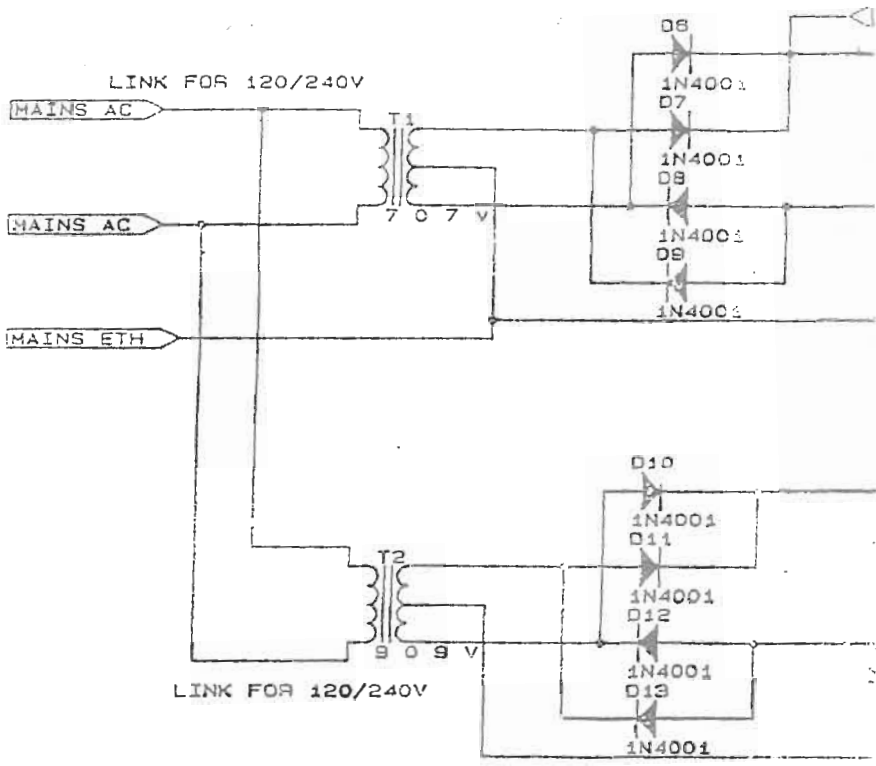 D6
LINK FOR 120/240V
1N4001
MAINS AC
D7
T1
1N4001
D8
7 0 7 V
MAINS AC
1N4001
D9
1N4001
MAINS ETH
D10
1N4001
D11
T2
1N4001
D12
9 0 9 V
1N4001
LINK FOR 120/240V
D13
1N4001